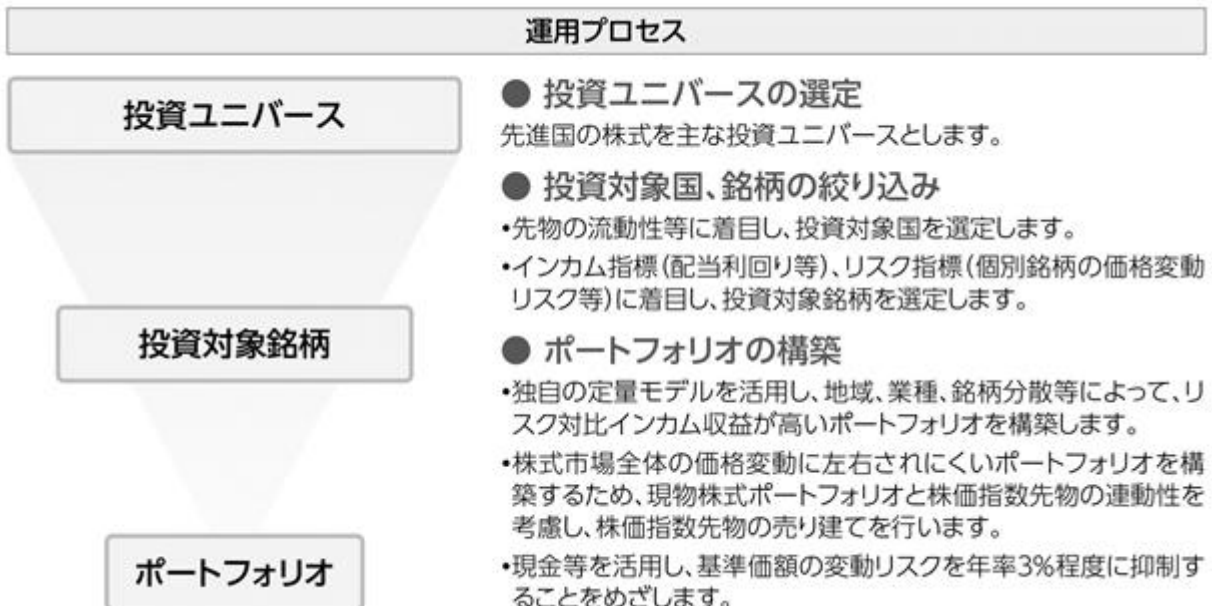 運用プロセス
投資ユニバース
● 投資ユニバースの選定
先進国の株式を主な投資ユニバースとします。
● 投資対象国、銘柄の絞り込み
•先物の流動性等に着目し、投資対象国を選定します。
•インカム指標(配当利回り等)、リスク指標(個別銘柄の価格変動
リスク等)に着目し、投資対象銘柄を選定します。
投資対象銘柄
● ポートフォリオの構築
•独自の定量モデルを活用し、地域、業種、銘柄分散等によって、リ
スク対比インカム収益が高いポートフォリオを構築します。
•株式市場全体の価格変動に左右されにくいポートフォリオを構
築するため、現物株式ポートフォリオと株価指数先物の連動性を
考慮し、株価指数先物の売り建てを行います。
ポートフォリオ
•現金等を活用し、基準価額の変動リスクを年率3%程度に抑制す
ることをめざします。